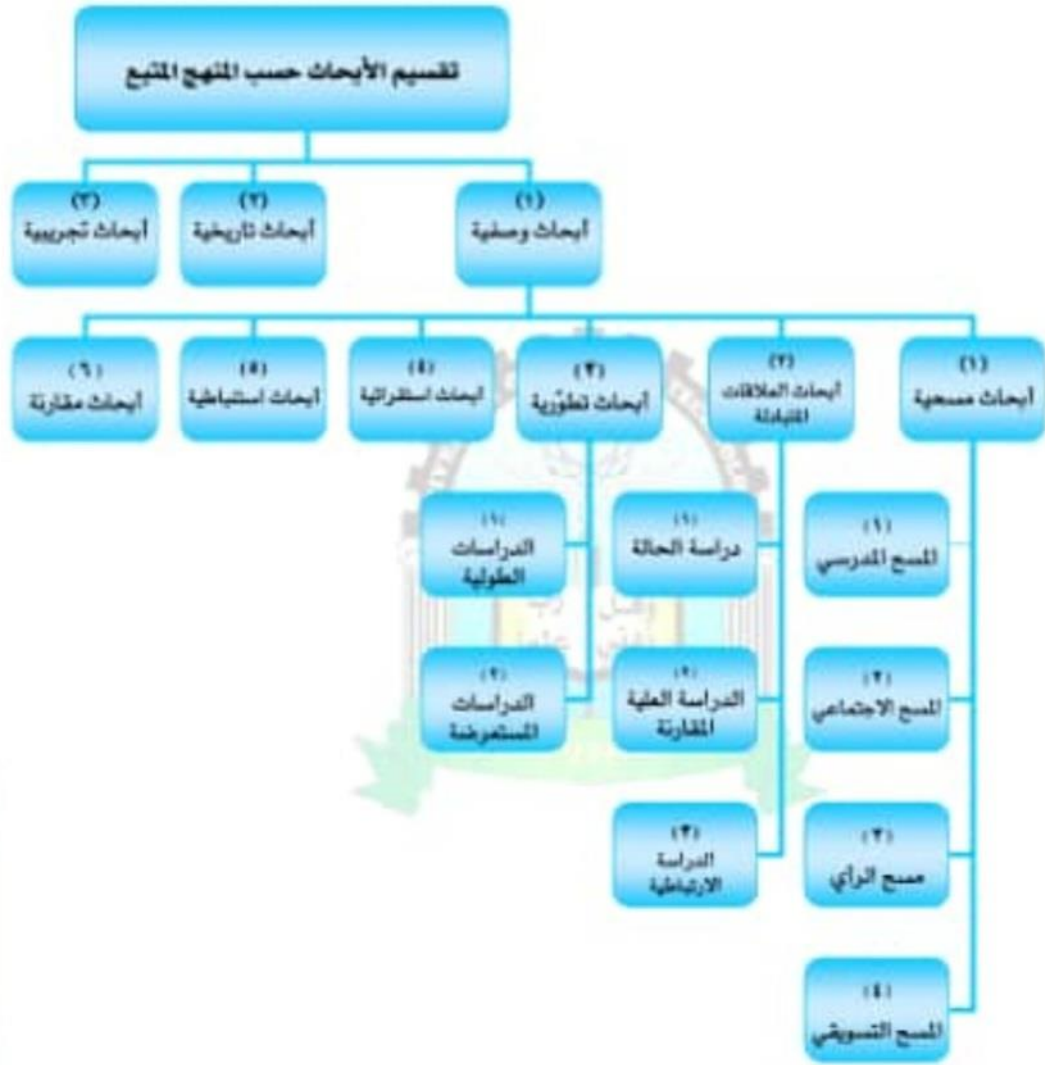 تقسيم الأبحاث حسب المنهج المتبع
(١)
أبحاث وصفية
(٢)
أبحاث تاريخية
(٣)
أبحاث تجريبية
(١)
أبحاث مسحية
(٢)
أبحاث العلاقات
المتبادلة
(٣)
أبحاث تطوّرية
(٤)
أبحاث استقرائية
(٥)
أبحاث استنباطية
(٦)
أبحاث مقارنة
(١)
المسح المدرسي
(٢)
المسح الاجتماعي
(٣)
مسح الرأي
(٤)
المسح التسويقي
(١)
دراسة الحالة
(٢)
الدراسة العلية
المقارنة
(٣)
الدراسة
الارتباطية
(١)
الدراسات
الطولية
(٢)
الدراسات
المستعرضة